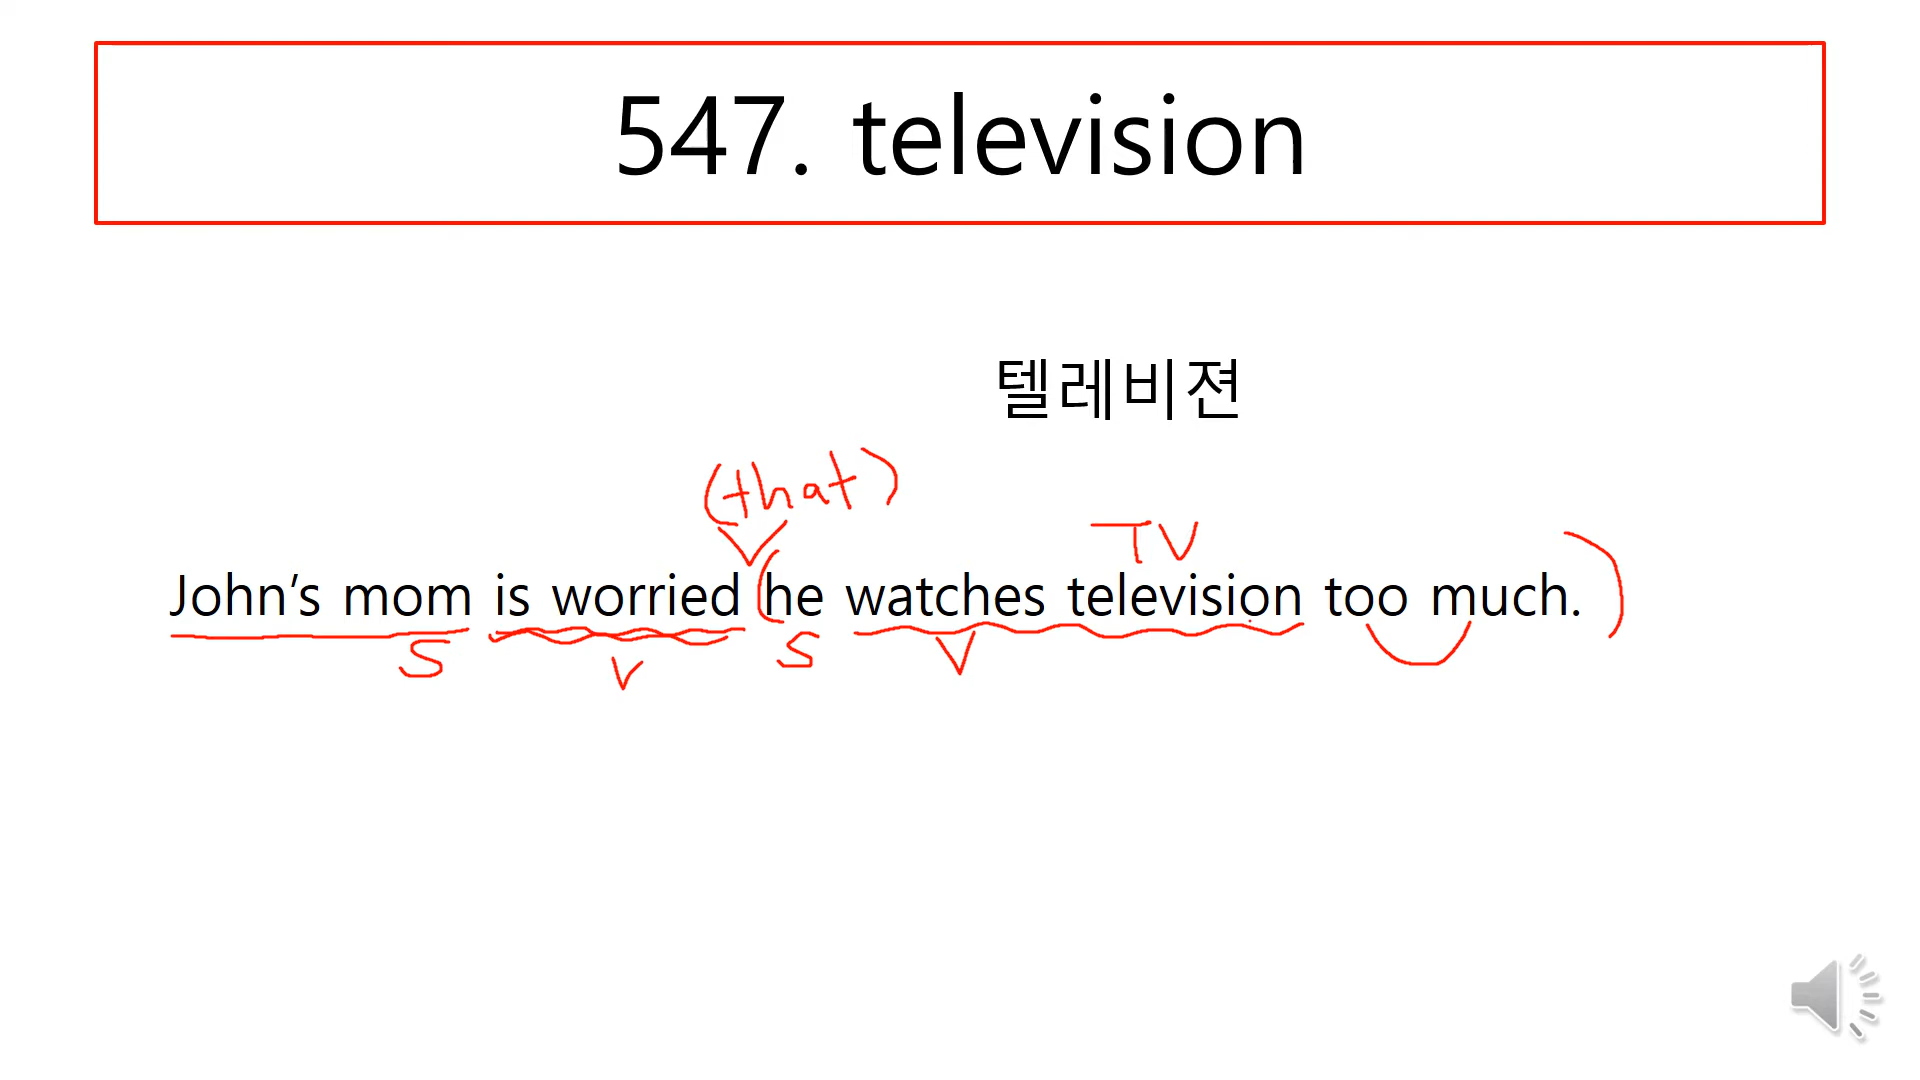 547. television
텔레비젼
(that)
TV
John’s mom is worried (he watches television too much.)
S V S V